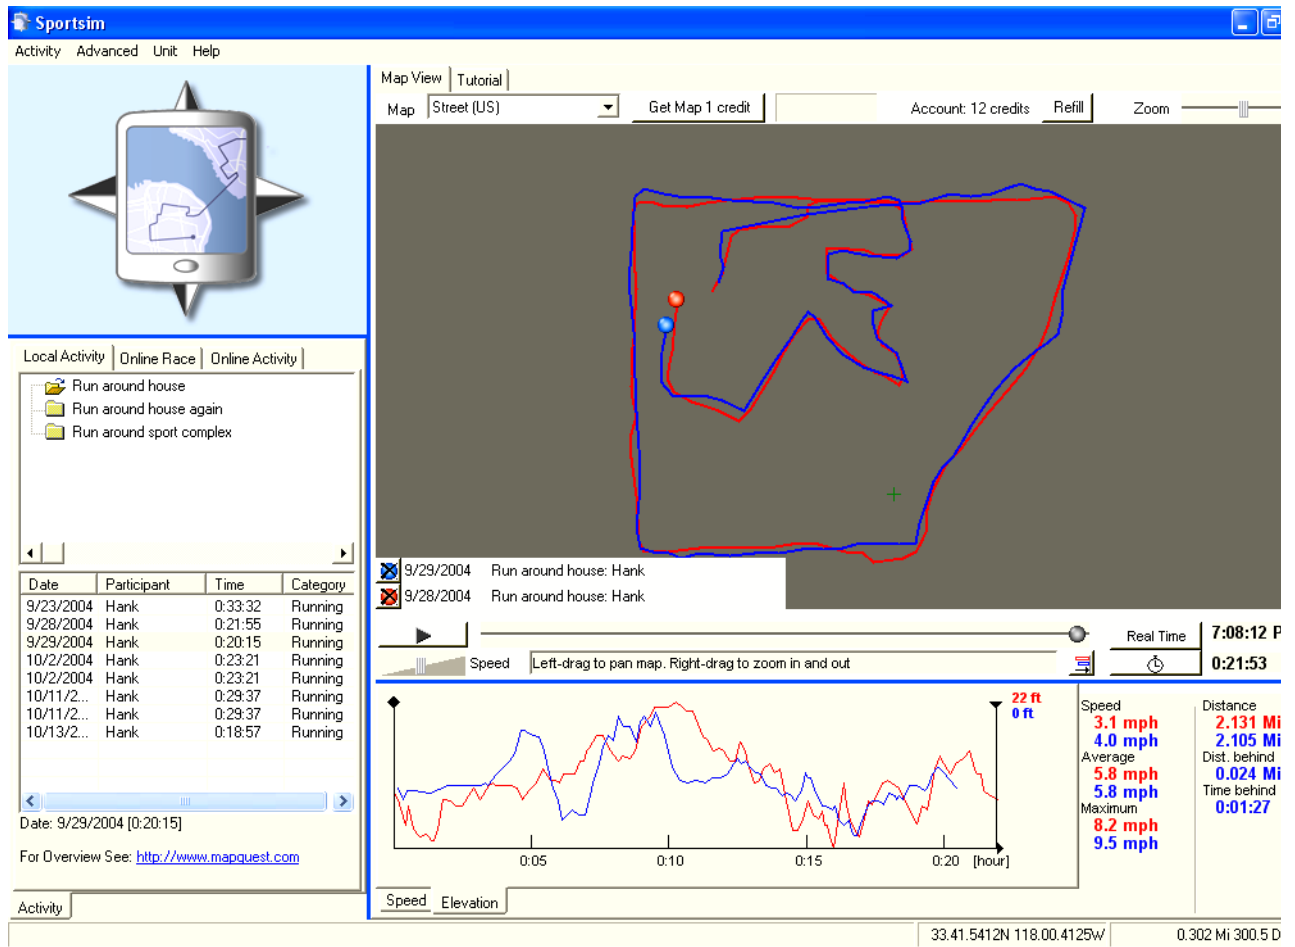 Sportsim
Activity Advanced Unit Help
Map View Tutorial
Map Street (US) Get Map 1 credit Account: 12 credits Refill Zoom
Local Activity Online Race Online Activity
Run around house
Run around house again
Run around sport complex
Date Participant Time Category
9/23/2004 Hank 0:33:32 Running
9/28/2004 Hank 0:21:55 Running
9/29/2004 Hank 0:20:15 Running
10/2/2004 Hank 0:23:21 Running
10/2/2004 Hank 0:23:21 Running
10/11/2... Hank 0:29:37 Running
10/11/2... Hank 0:29:37 Running
10/13/2... Hank 0:18:57 Running
Date: 9/29/2004 [0:20:15]
For Overview See: http://www.mapquest.com
Activity
9/29/2004 Run around house: Hank
9/28/2004 Run around house: Hank
Real Time 7:08:12 P
Speed Left-drag to pan map. Right-drag to zoom in and out 0:21:53
22 ft
0 ft
0:05 0:10 0:15 0:20 [hour]
Speed Elevation
Speed
3.1 mph
4.0 mph
Average
5.8 mph
5.8 mph
Maximum
8.2 mph
9.5 mph
Distance
2.131 Mi
2.105 Mi
Dist. behind
0.024 Mi
Time behind
0:01:27
33.41.5412N 118.00.4125W 0.302 Mi 300.5 D